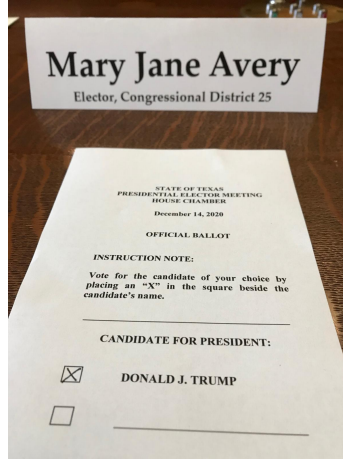 Mary Jane Avery
Elector, Congressional District 25
STATE OF TEXAS
PRESIDENTIAL ELECTOR MEETING
HOUSE CHAMBER
December 14, 2020
OFFICIAL BALLOT
INSTRUCTION NOTE:
Vote for the candidate of your choice by
placing an “X” in the square beside the
candidate’s name.
CANDIDATE FOR PRESIDENT:
DONALD J. TRUMP